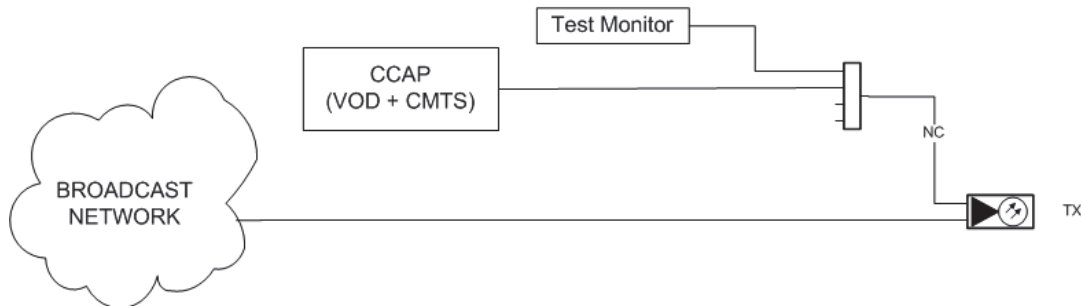 Test Monitor
CCAP
(VOD + CMTS)
NC
BROADCAST
NETWORK
TX